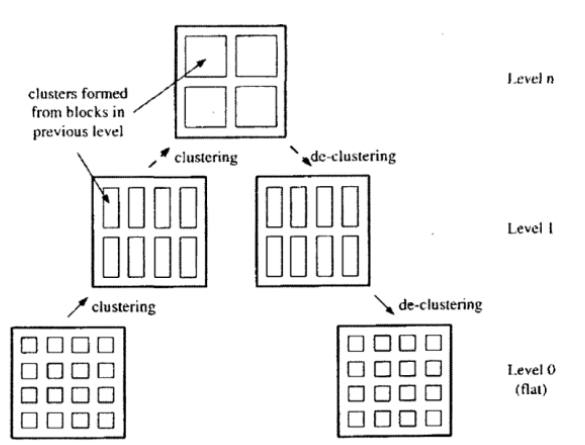 Level n
clusters formed
from blocks in
previous level
clustering
de-clustering
Level 1
clustering
de-clustering
Level 0
(flat)